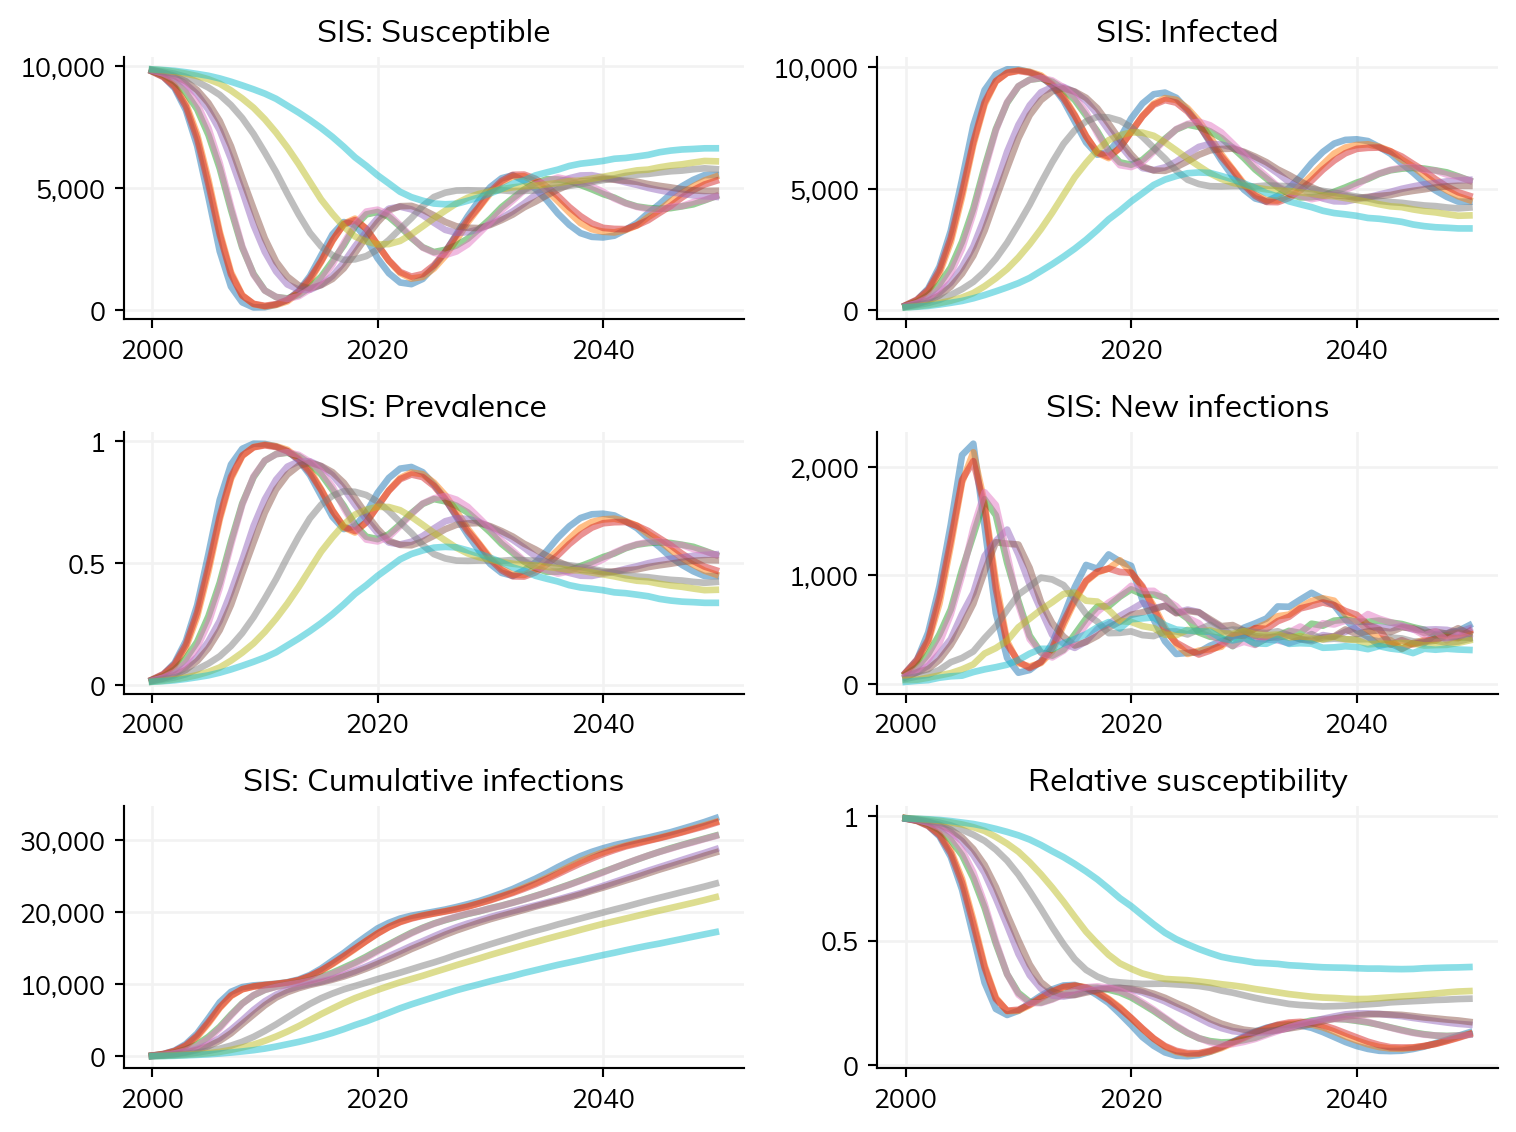 SIS: Susceptible
10,000
5,000
0
2000 2020 2040
SIS: Infected
10,000
5,000
0
2000 2020 2040
SIS: Prevalence
1
0.5
0
2000 2020 2040
SIS: New infections
2,000
1,000
0
2000 2020 2040
SIS: Cumulative infections
30,000
20,000
10,000
0
2000 2020 2040
Relative susceptibility
1
0.5
0
2000 2020 2040